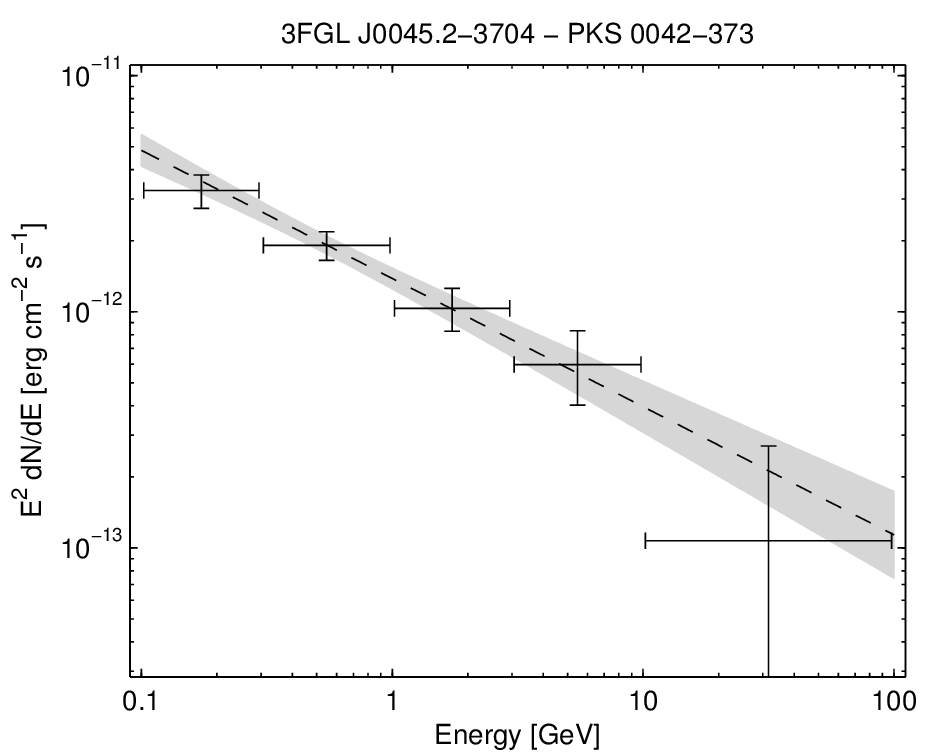 3FGL J0045.2−3704 − PKS 0042−373
10⁻¹¹
10⁻¹²
10⁻¹³
E² dN/dE [erg cm⁻² s⁻¹]
0.1 1 10 100
Energy [GeV]